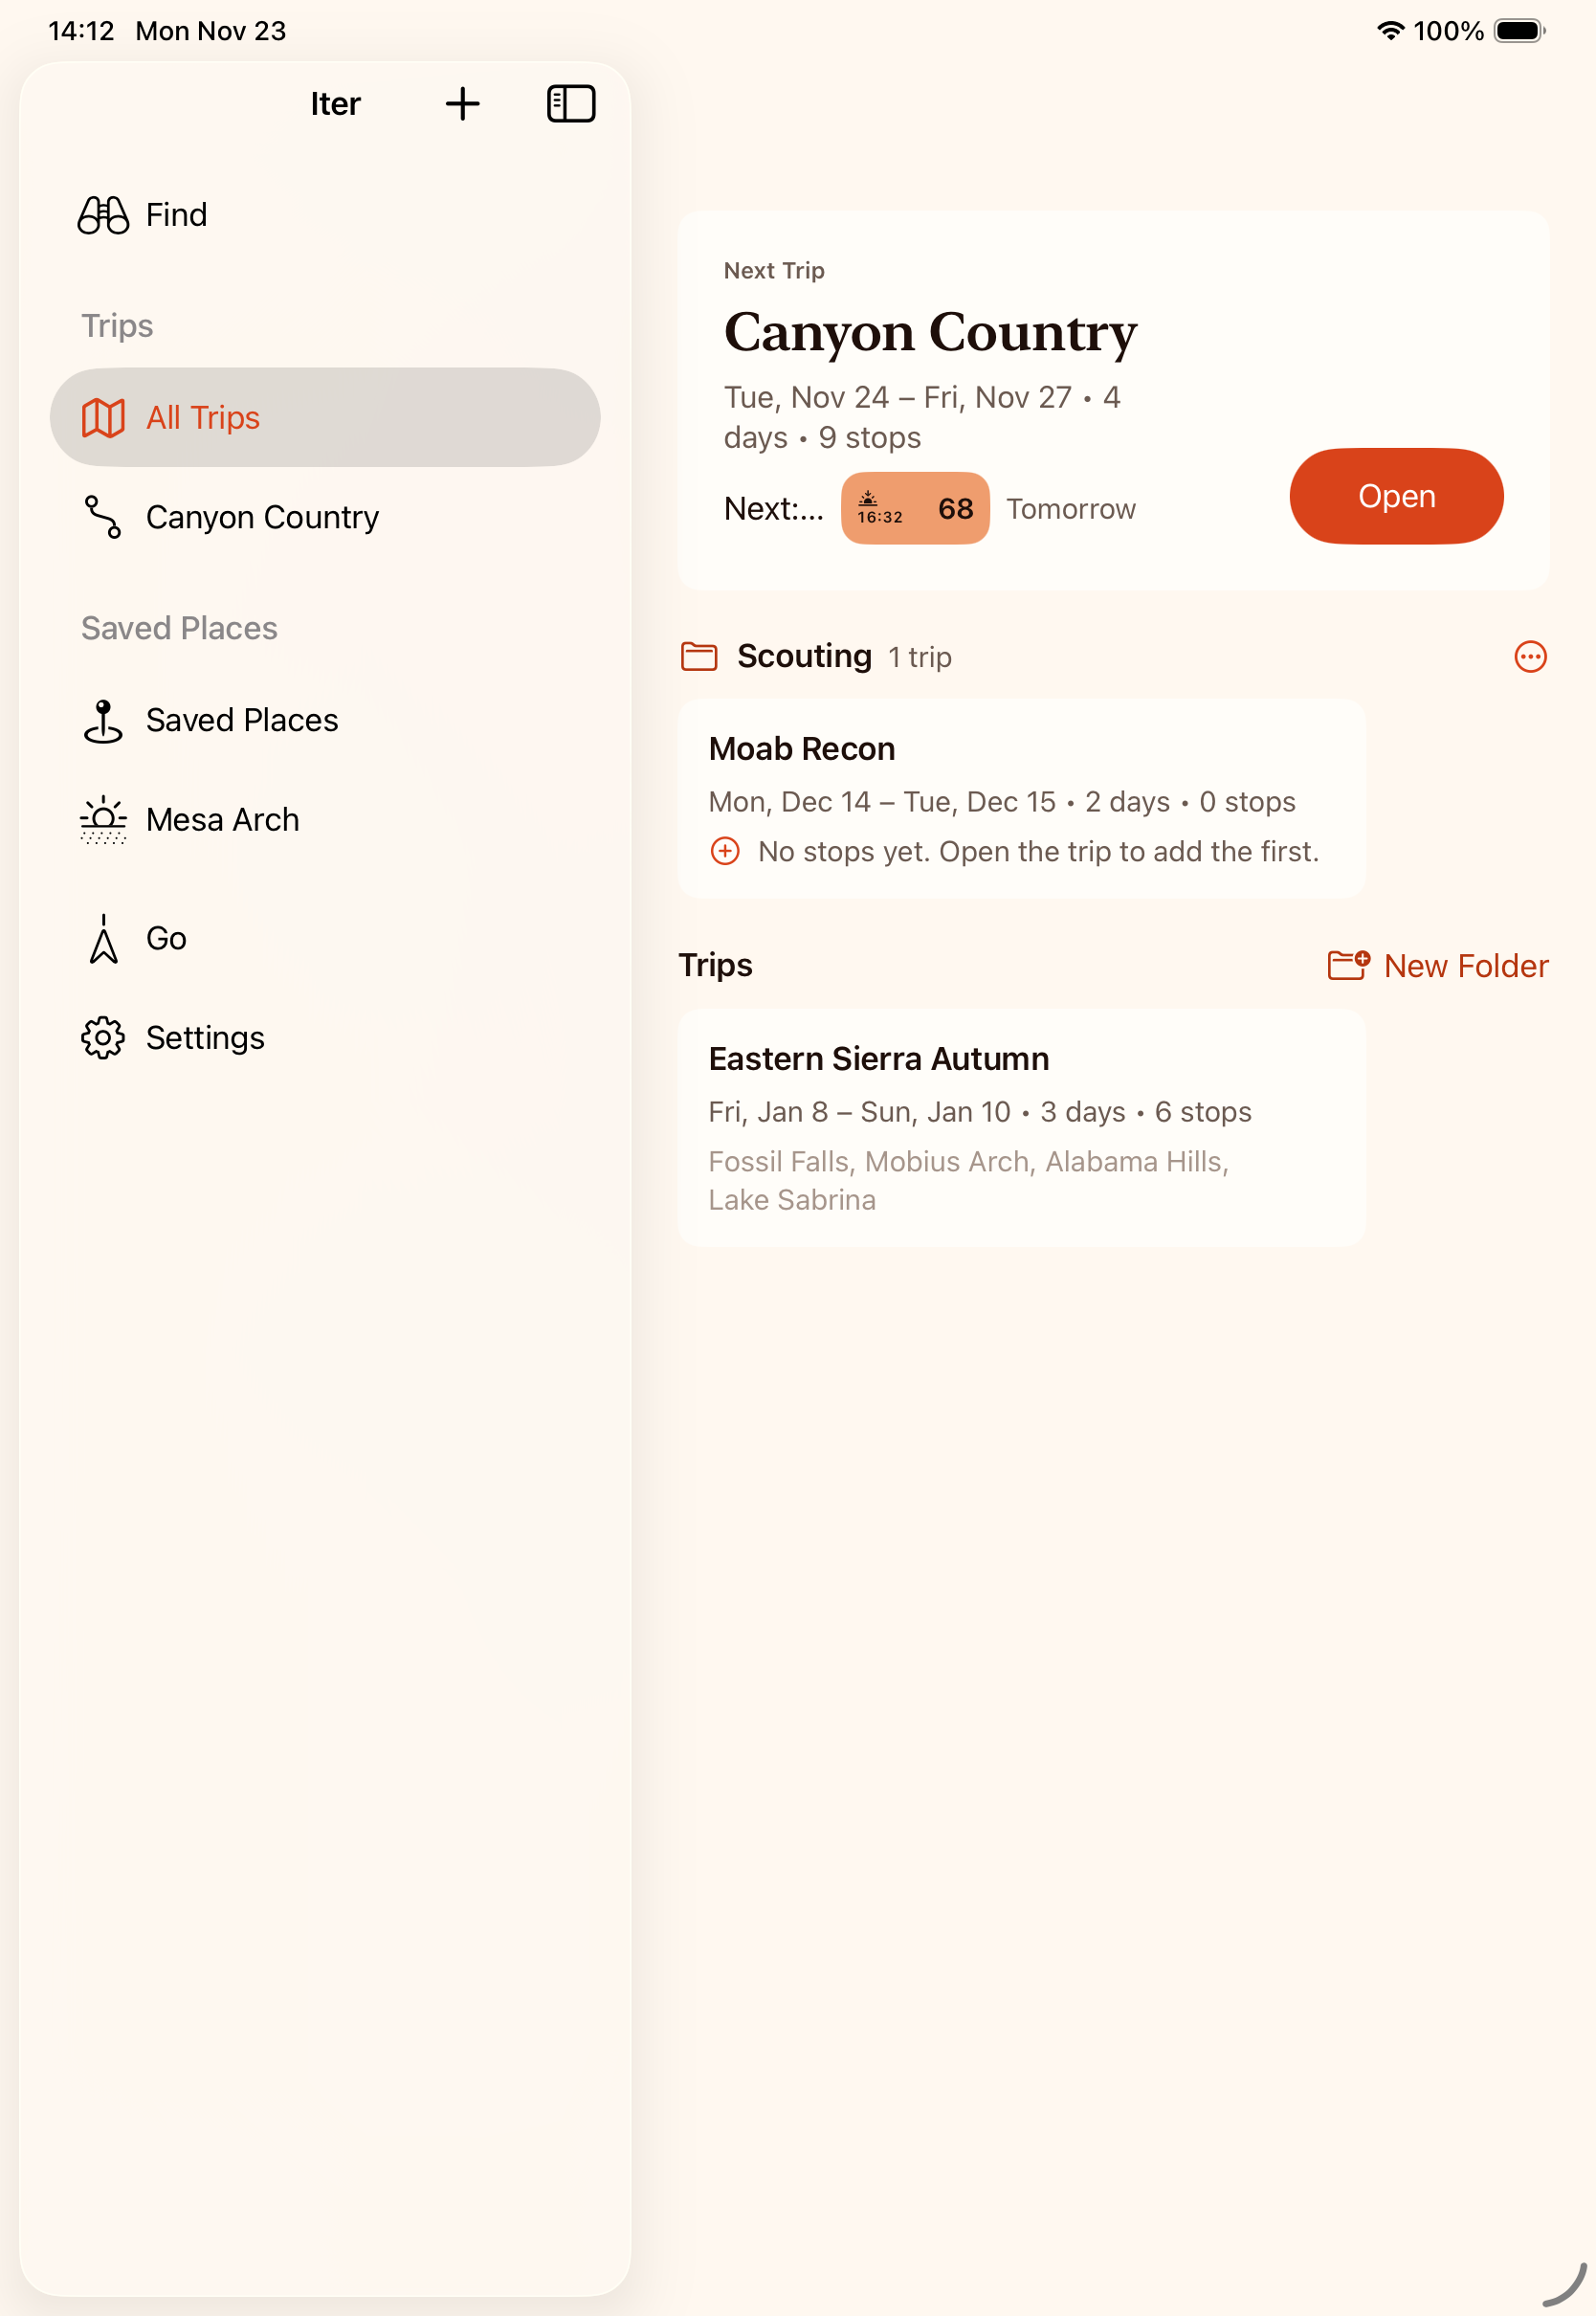 14:12 Mon Nov 23
100%
Iter
Find
Trips
All Trips
Canyon Country
Saved Places
Saved Places
Mesa Arch
Go
Settings
Next Trip
Canyon Country
Tue, Nov 24 – Fri, Nov 27 • 4
days • 9 stops
Next:... 16:32 68 Tomorrow
Open
Scouting 1 trip
Moab Recon
Mon, Dec 14 – Tue, Dec 15 • 2 days • 0 stops
No stops yet. Open the trip to add the first.
Trips
New Folder
Eastern Sierra Autumn
Fri, Jan 8 – Sun, Jan 10 • 3 days • 6 stops
Fossil Falls, Mobius Arch, Alabama Hills,
Lake Sabrina